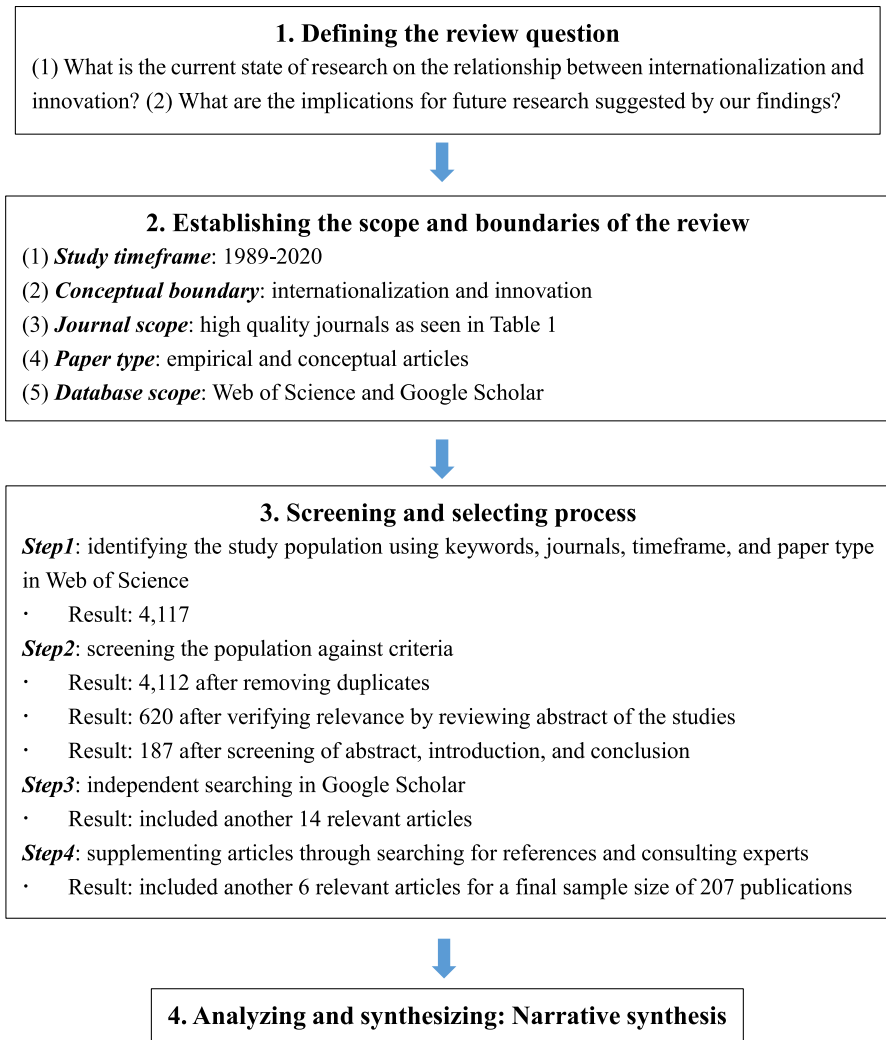 1. Defining the review question
(1) What is the current state of research on the relationship between internationalization and
innovation? (2) What are the implications for future research suggested by our findings?
2. Establishing the scope and boundaries of the review
(1) Study timeframe: 1989-2020
(2) Conceptual boundary: internationalization and innovation
(3) Journal scope: high quality journals as seen in Table 1
(4) Paper type: empirical and conceptual articles
(5) Database scope: Web of Science and Google Scholar
3. Screening and selecting process
Step1: identifying the study population using keywords, journals, timeframe, and paper type
in Web of Science
· Result: 4,117
Step2: screening the population against criteria
· Result: 4,112 after removing duplicates
· Result: 620 after verifying relevance by reviewing abstract of the studies
· Result: 187 after screening of abstract, introduction, and conclusion
Step3: independent searching in Google Scholar
· Result: included another 14 relevant articles
Step4: supplementing articles through searching for references and consulting experts
· Result: included another 6 relevant articles for a final sample size of 207 publications
4. Analyzing and synthesizing: Narrative synthesis